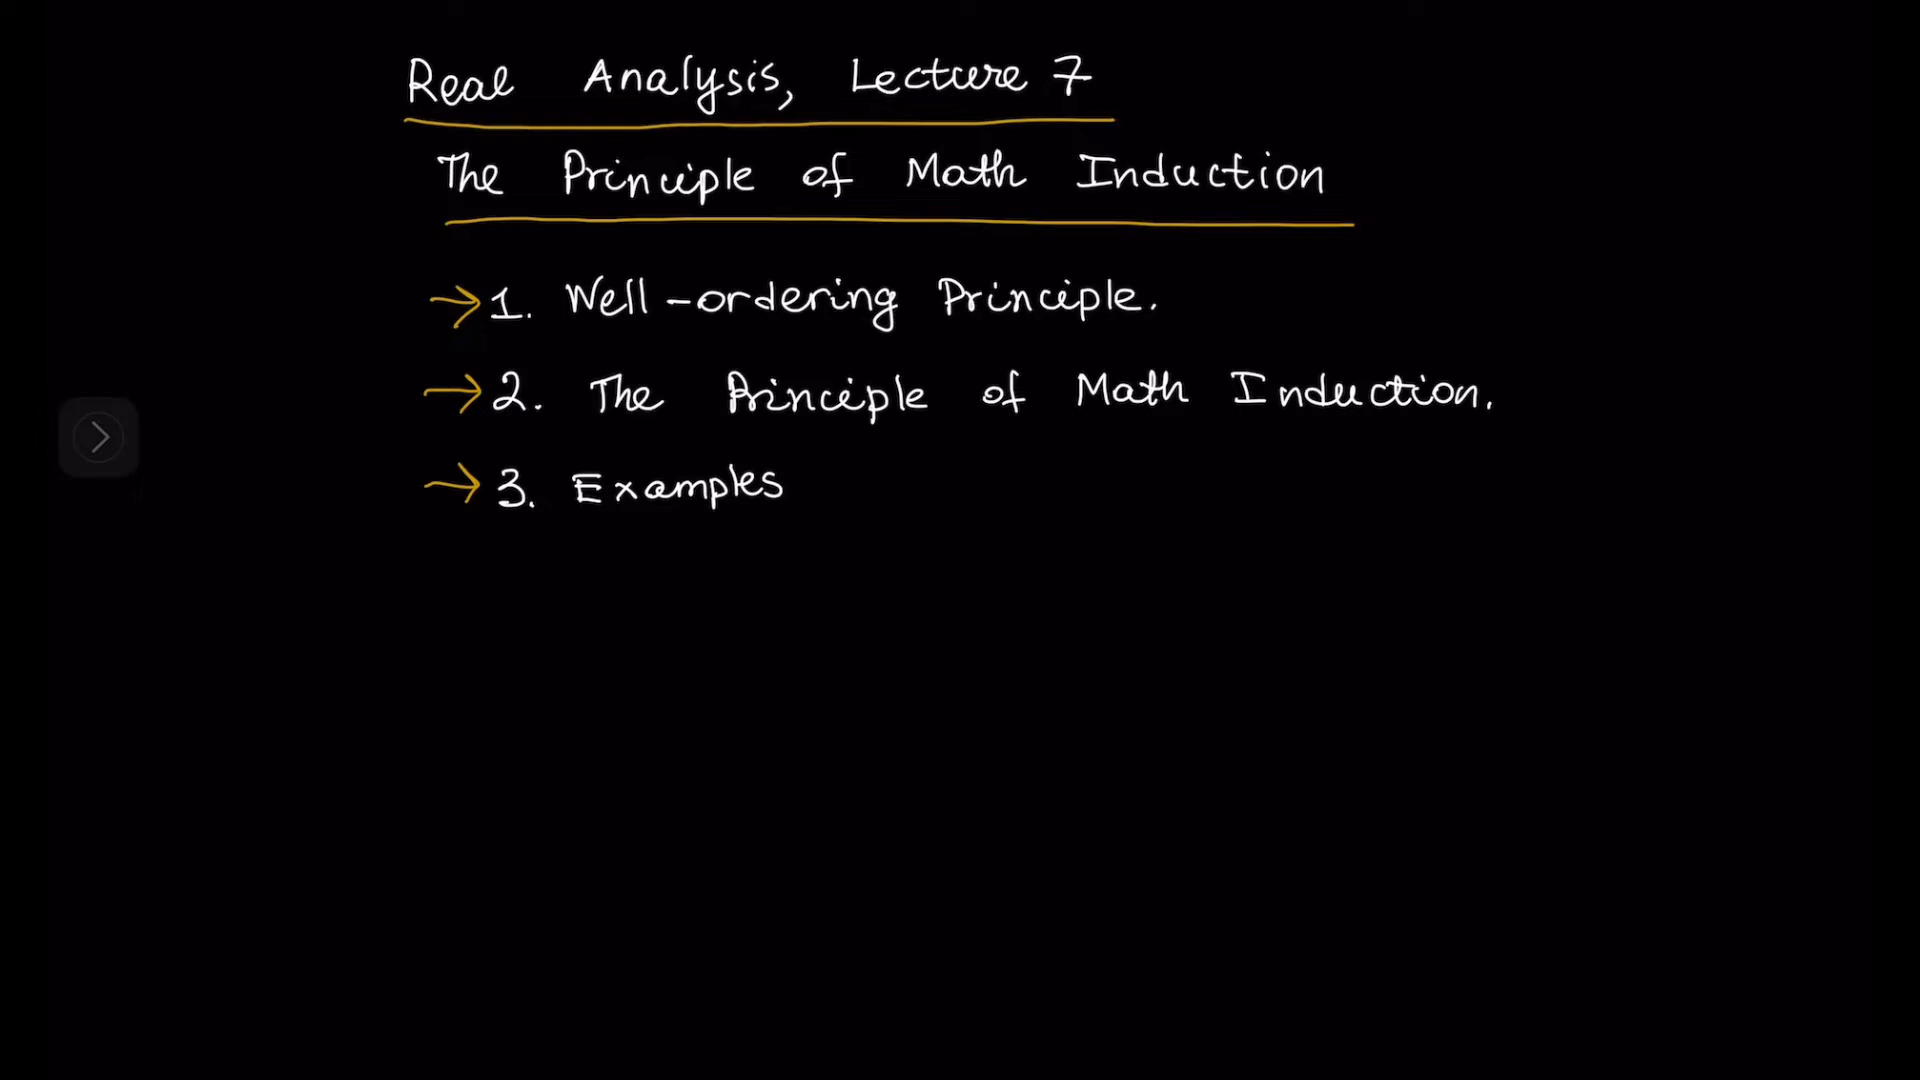 Real Analysis, Lecture 7
The Principle of Math Induction
→ 1. Well-ordering Principle.
→ 2. The Principle of Math Induction.
→ 3. Examples